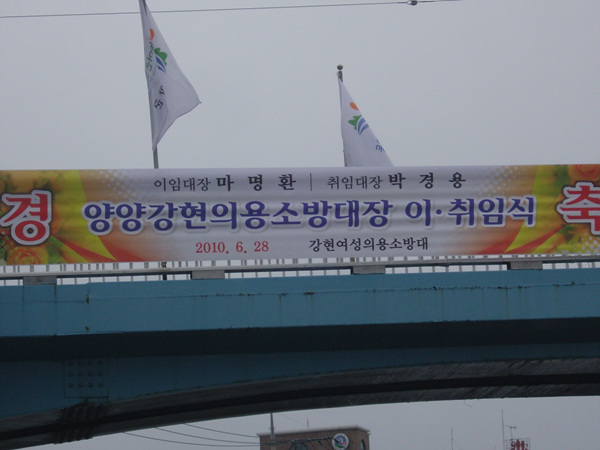 이임대장 마명환 | 취임대장 박경용
경 양양강현의용소방대장 이·취임식 축
2010. 6. 28 강현여성의용소방대